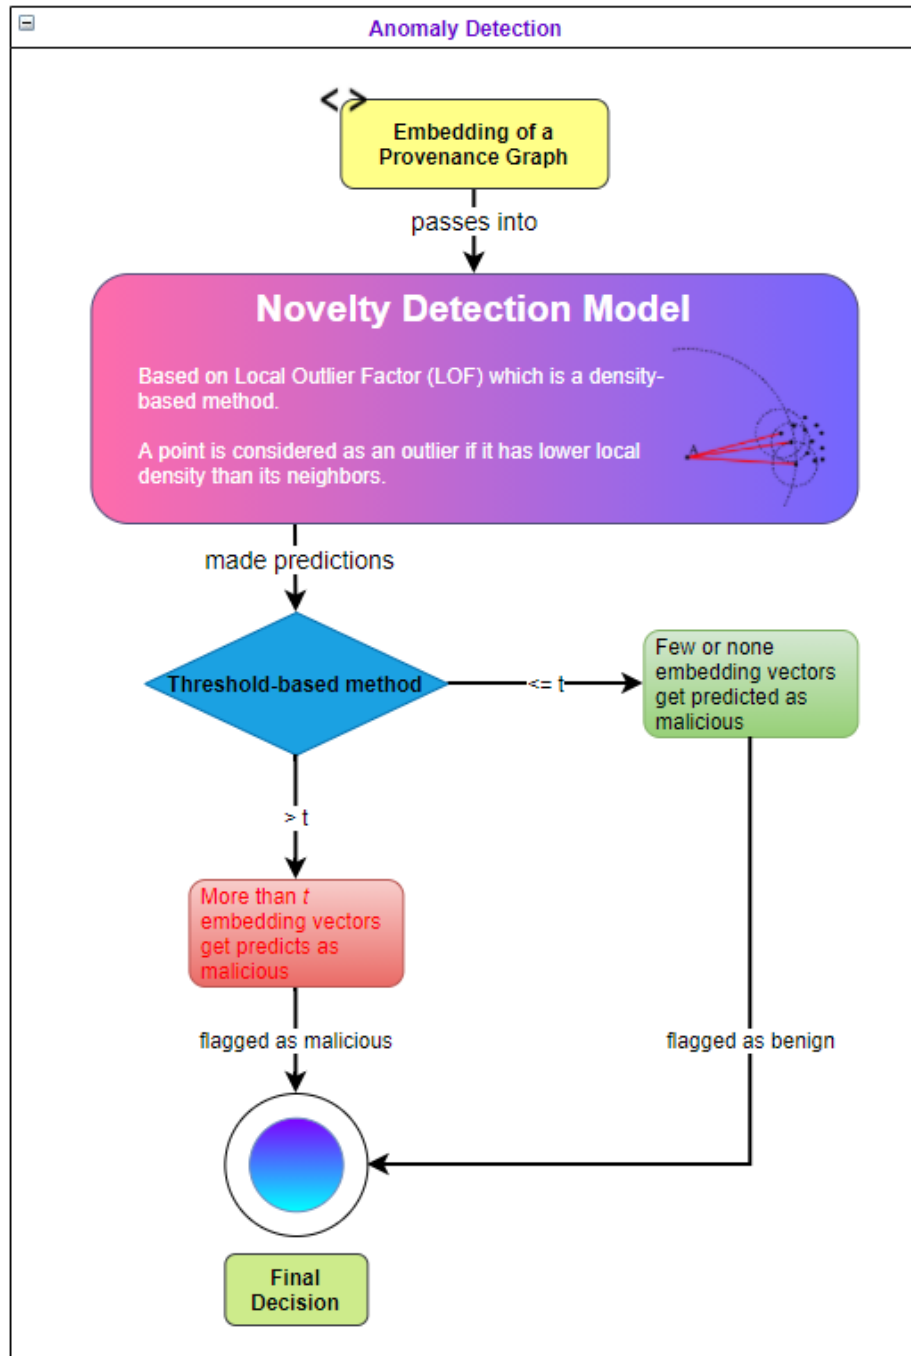 Anomaly Detection
< >
Embedding of a
Provenance Graph
passes into
Novelty Detection Model
Based on Local Outlier Factor (LOF) which is a density-
based method.
A point is considered as an outlier if it has lower local
density than its neighbors.
A
made predictions
Threshold-based method
<= t
Few or none
embedding vectors
get predicted as
malicious
> t
More than t
embedding vectors
get predicts as
malicious
flagged as malicious
flagged as benign
Final
Decision